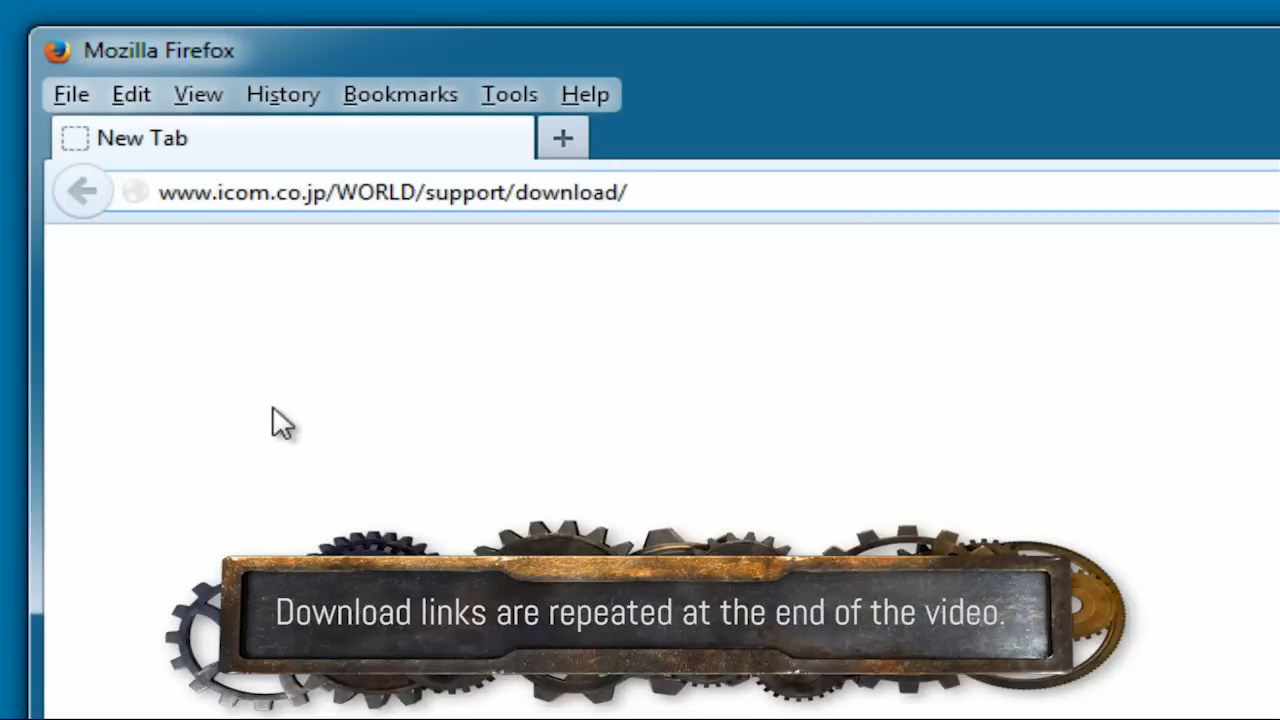 Mozilla Firefox
File Edit View History Bookmarks Tools Help
New Tab +
www.icom.co.jp/WORLD/support/download/
Download links are repeated at the end of the video.